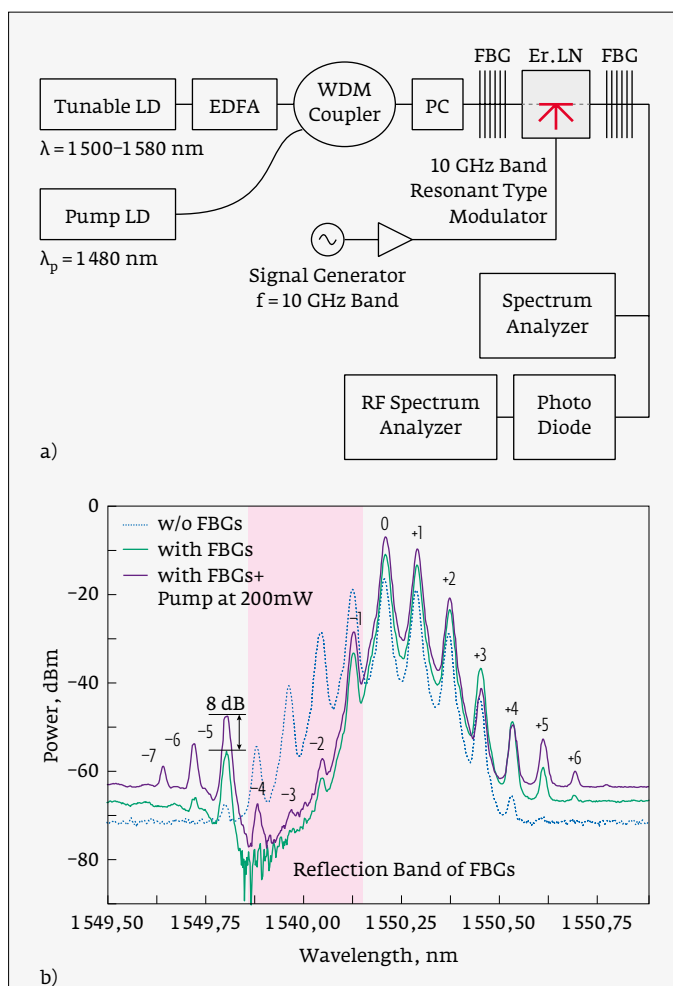 FBG Er.LN FBG
WDM
Coupler
Tunable LD EDFA PC
λ = 1 500–1 580 nm
10 GHz Band
Resonant Type
Modulator
Pump LD
λp = 1 480 nm
Signal Generator
f = 10 GHz Band
Spectrum
Analyzer
RF Spectrum
Analyzer
Photo
Diode
a)
0
w/o FBGs
with FBGs
with FBGs+
Pump at 200mW
0 +1
+2
−1
+3
8 dB
+4
−7 −6 −5 +5
−2 +6
−4 −3
−20
−40
−60
−80
Power, dBm
Reflection Band of FBGs
1 549,50 1 549,75 1 540,00 1 550,25 1 550,50 1 550,75
Wavelength, nm
b)